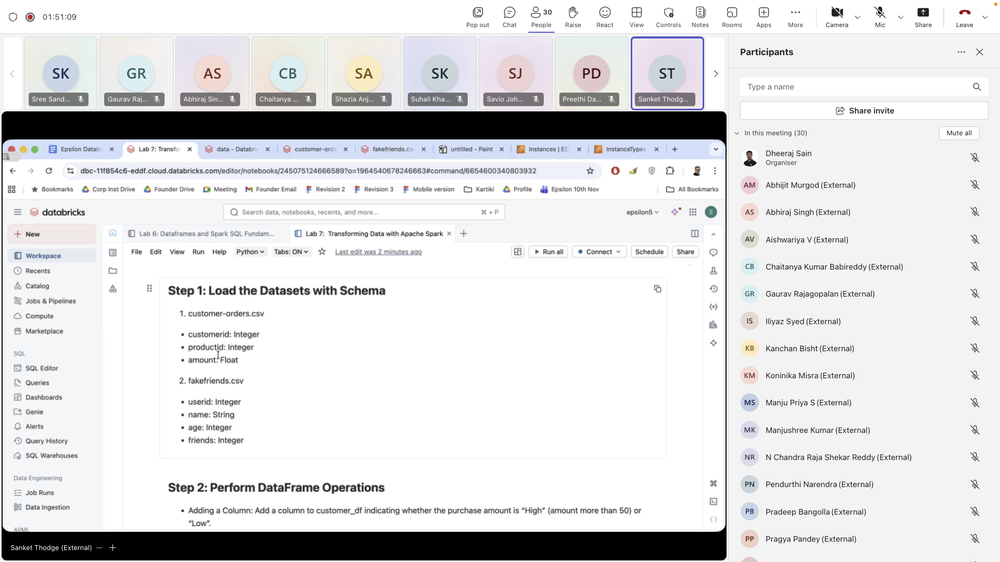 01:51:09
Pop out
Chat
30
People
Raise
React
View
Controls
Notes
Rooms
Apps
More
Camera
Mic
Share
Leave
SK
Sree Sand...
GR
Gaurav Raj...
AS
Abhiraj Sin...
CB
Chaitanya ...
SA
Shazia Anj...
SK
Suhail Kha...
SJ
Savio Joh...
PD
Preethi Da...
ST
Sanket Thodg...
Epsilon Datab
Lab 7: Transfo
data - Databric
customer-orde
fakefriends.cs
untitled - Paint
Instances | EC
InstanceTypes
dbc-11f854c6-eddf.cloud.databricks.com/editor/notebooks/245075124666589?o=1964540678246663#command/6654600340803932
Bookmarks
Corp Inst Drive
Founder Drive
Meeting
Founder Email
Revision 2
Revision 3
Mobile version
Kartiki
Profile
Epsilon 10th Nov
All Bookmarks
databricks
Search data, notebooks, recents, and more...
⌘ + P
epsilon5
S
New
Workspace
Recents
Catalog
Jobs & Pipelines
Compute
Marketplace
SQL
SQL Editor
Queries
Dashboards
Genie
Alerts
Query History
SQL Warehouses
Data Engineering
Job Runs
Data Ingestion
AI/ML
Lab 6: Dataframes and Spark SQL Fundam...
Lab 7: Transforming Data with Apache Spark
File
Edit
View
Run
Help
Python
Tabs: ON
Last edit was 2 minutes ago
Run all
Connect
Schedule
Share
Step 1: Load the Datasets with Schema
1. customer-orders.csv
• customerid: Integer
• productid: Integer
• amount: Float
2. fakefriends.csv
• userid: Integer
• name: String
• age: Integer
• friends: Integer
Step 2: Perform DataFrame Operations
• Adding a Column: Add a column to customer_df indicating whether the purchase amount is “High” (amount more than 50) or
“Low”.
Sanket Thodge (External)
Participants
Type a name
Share invite
In this meeting (30)
Mute all
Dheeraj Sain
Organiser
AM
Abhijit Murgod (External)
AS
Abhiraj Singh (External)
AV
Aishwariya V (External)
CB
Chaitanya Kumar Babireddy (External)
GR
Gaurav Rajagopalan (External)
IS
Iliyaz Syed (External)
KB
Kanchan Bisht (External)
KM
Koninika Misra (External)
MS
Manju Priya S (External)
MK
Manjushree Kumar (External)
NR
N Chandra Raja Shekar Reddy (External)
PN
Pendurthi Narendra (External)
PB
Pradeep Bangolla (External)
PP
Pragya Pandey (External)